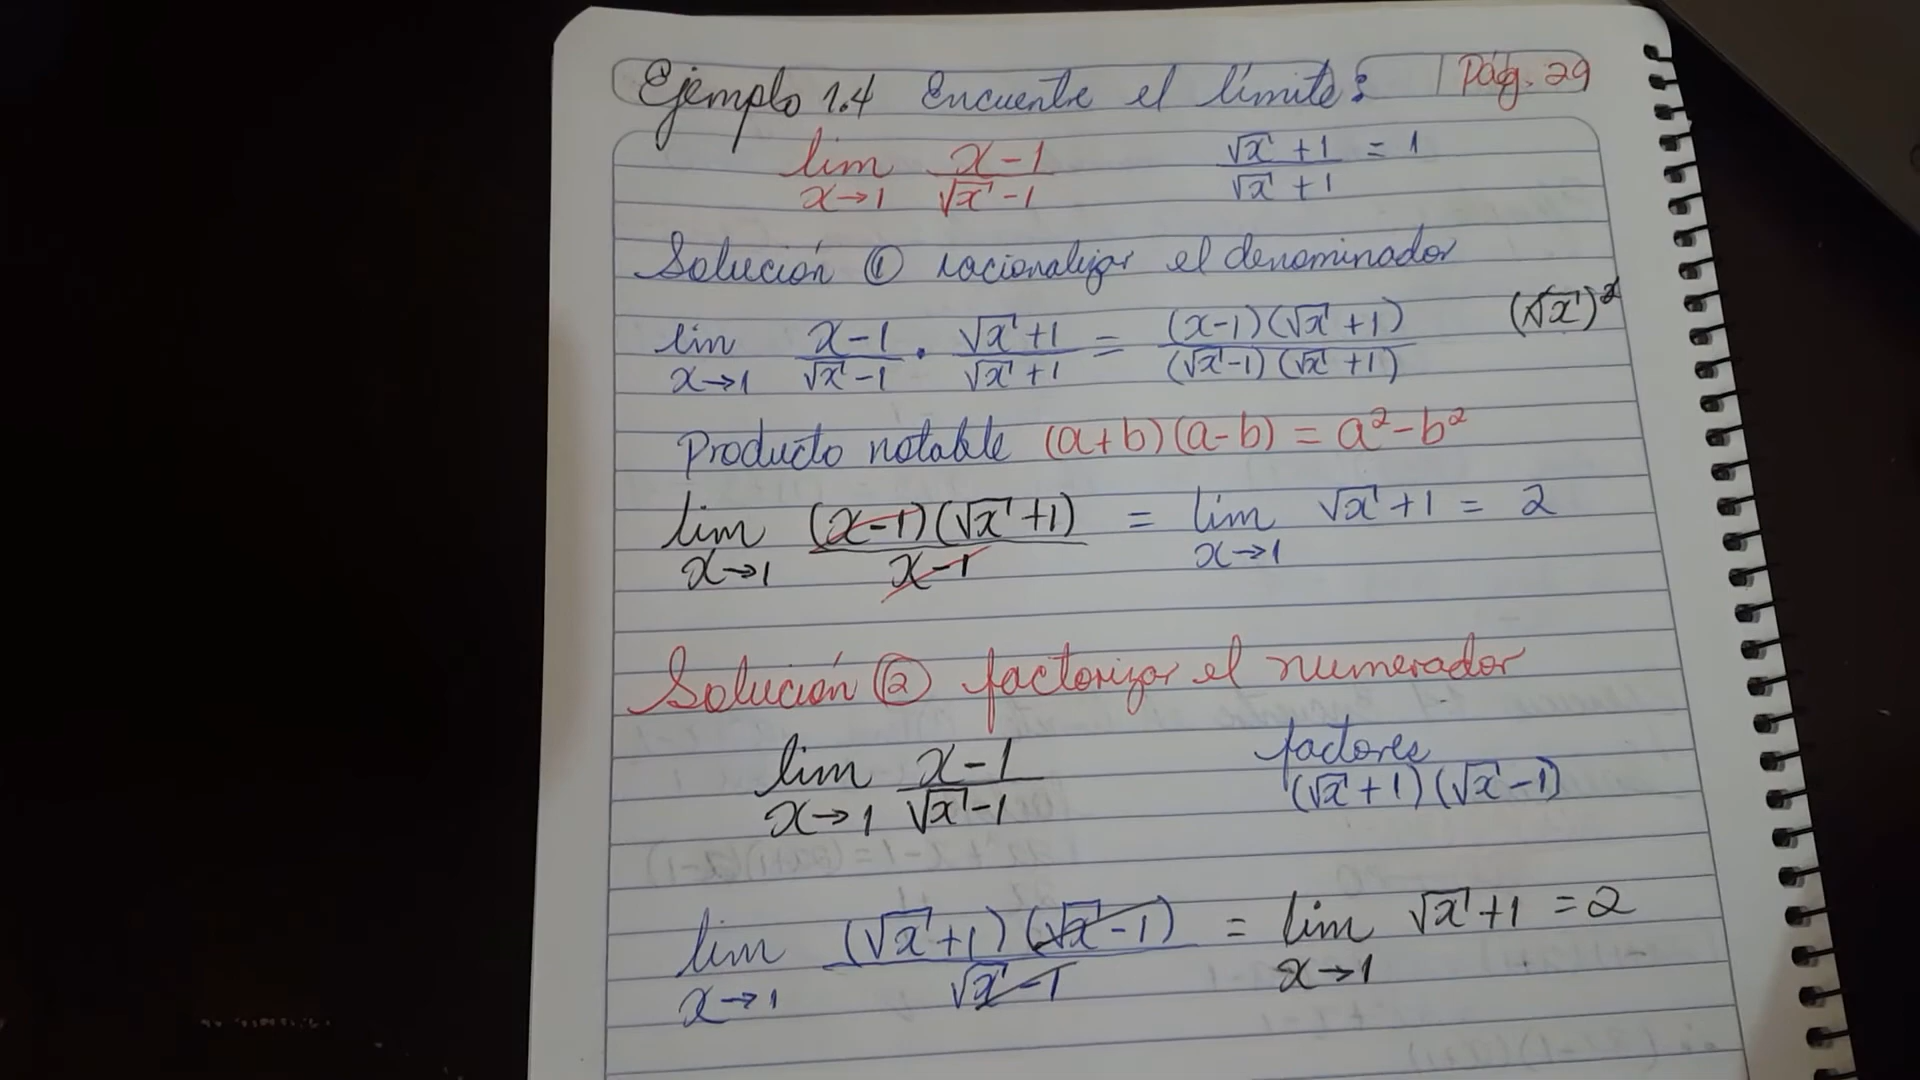 Ejemplo 1.4 Encuentre el límite: Pág. 29
lim x→1 (x-1)/(√x -1) (√x +1)/(√x +1) = 1
Solución ① racionalizar el denominador
lim x→1 (x-1)/(√x -1) · (√x +1)/(√x +1) = ((x-1)(√x +1))/((√x -1)(√x +1)) (√x)²
Producto notable (a+b)(a-b) = a²-b²
lim x→1 ((x-1)(√x +1))/(x-1) = lim x→1 √x +1 = 2
Solución ② factorizar el numerador
lim x→1 (x-1)/(√x -1) factores
(√x +1)(√x -1)
lim x→1 ((√x +1)(√x -1))/(√x -1) = lim x→1 √x +1 = 2